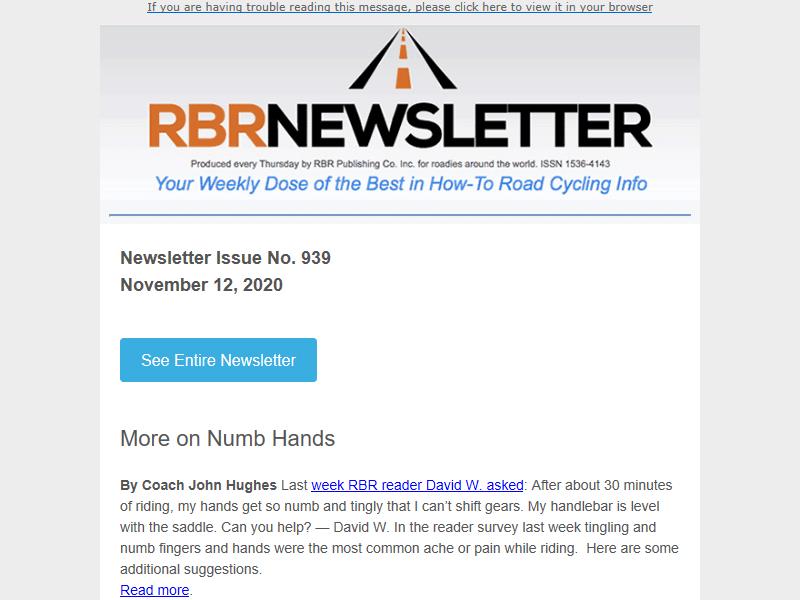 If you are having trouble reading this message, please click here to view it in your browser
RBRNEWSLETTER
Produced every Thursday by RBR Publishing Co. Inc. for roadies around the world. ISSN 1536-4143
Your Weekly Dose of the Best in How-To Road Cycling Info
Newsletter Issue No. 939
November 12, 2020
See Entire Newsletter
More on Numb Hands
By Coach John Hughes Last week RBR reader David W. asked: After about 30 minutes
of riding, my hands get so numb and tingly that I can’t shift gears. My handlebar is level
with the saddle. Can you help? — David W. In the reader survey last week tingling and
numb fingers and hands were the most common ache or pain while riding.  Here are some
additional suggestions.
Read more.